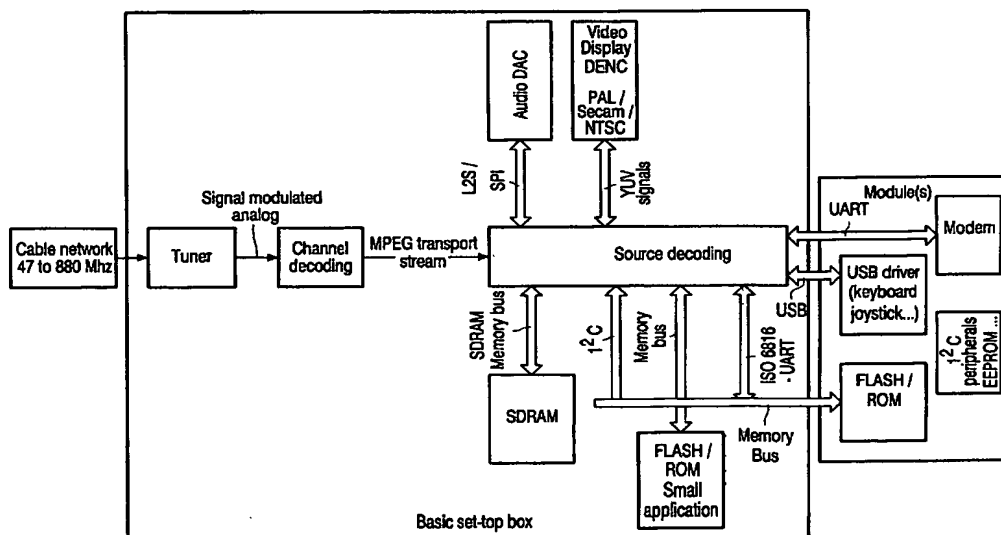 Audio DAC
Video
Display
DENC
PAL /
Secam /
NTSC
L2S /
SPI
YUV
signals
Signal modulated
analog
Cable network
47 to 880 Mhz
Tuner
Channel
decoding
MPEG transport
stream
Source decoding
Module(s)
UART
Modern
USB
USB driver
(keyboard
joystick...)
1²C
peripherals
EEPROM...
FLASH /
ROM
SDRAM
Memory bus
1²C
Memory
bus
ISO 6816
- UART
SDRAM
Memory
Bus
FLASH /
ROM
Small
application
Basic set-top box